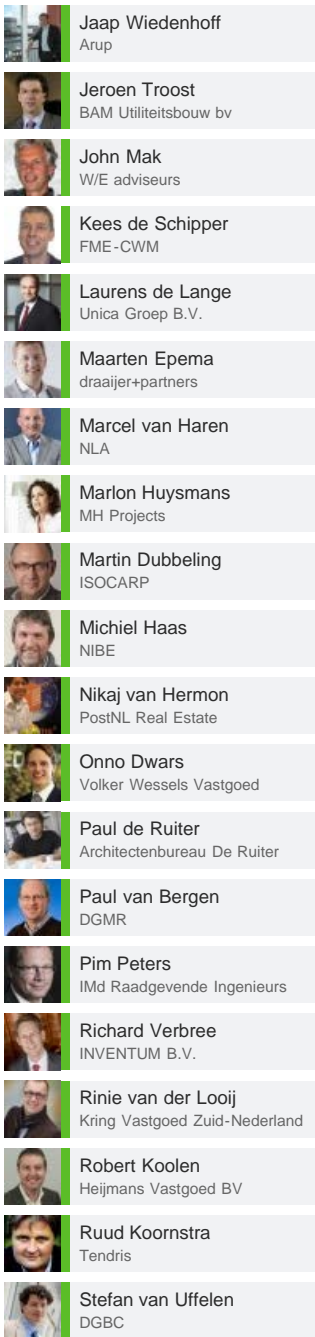 Jaap Wiedenhoff
Arup
Jeroen Troost
BAM Utiliteitsbouw bv
John Mak
W/E adviseurs
Kees de Schipper
FME-CWM
Laurens de Lange
Unica Groep B.V.
Maarten Epema
draaijer+partners
Marcel van Haren
NLA
Marlon Huysmans
MH Projects
Martin Dubbeling
ISOCARP
Michiel Haas
NIBE
Nikaj van Hermon
PostNL Real Estate
Onno Dwars
Volker Wessels Vastgoed
Paul de Ruiter
Architectenbureau De Ruiter
Paul van Bergen
DGMR
Pim Peters
IMd Raadgevende Ingenieurs
Richard Verbree
INVENTUM B.V.
Rinie van der Looij
Kring Vastgoed Zuid-Nederland
Robert Koolen
Heijmans Vastgoed BV
Ruud Koornstra
Tendris
Stefan van Uffelen
DGBC